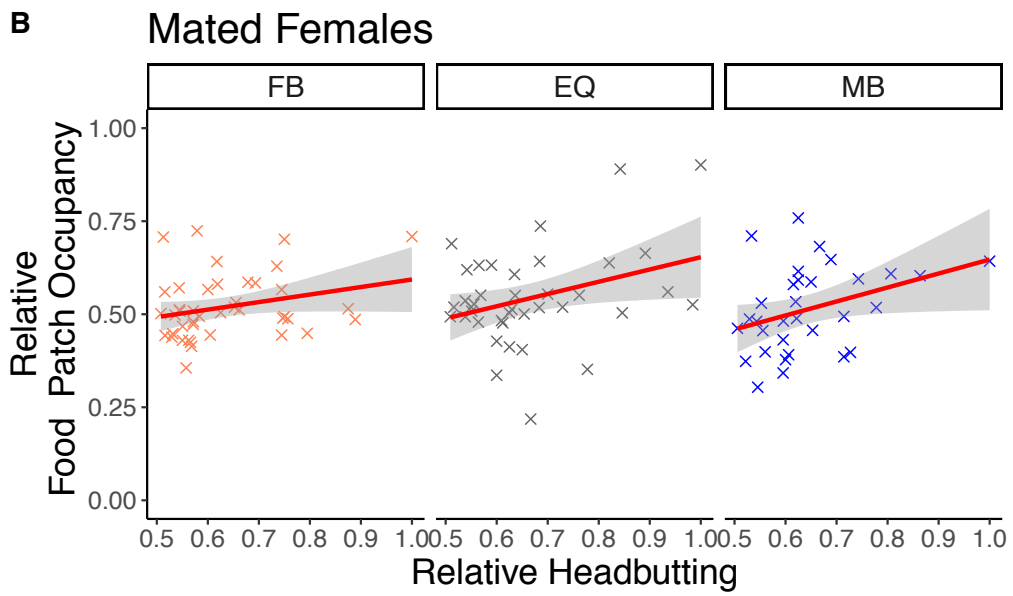 B
Mated Females
FB EQ MB
Relative
Food Patch Occupancy
1.00
0.75
0.50
0.25
0.00
0.5 0.6 0.7 0.8 0.9 1.0 0.5 0.6 0.7 0.8 0.9 1.0 0.5 0.6 0.7 0.8 0.9 1.0
Relative Headbutting